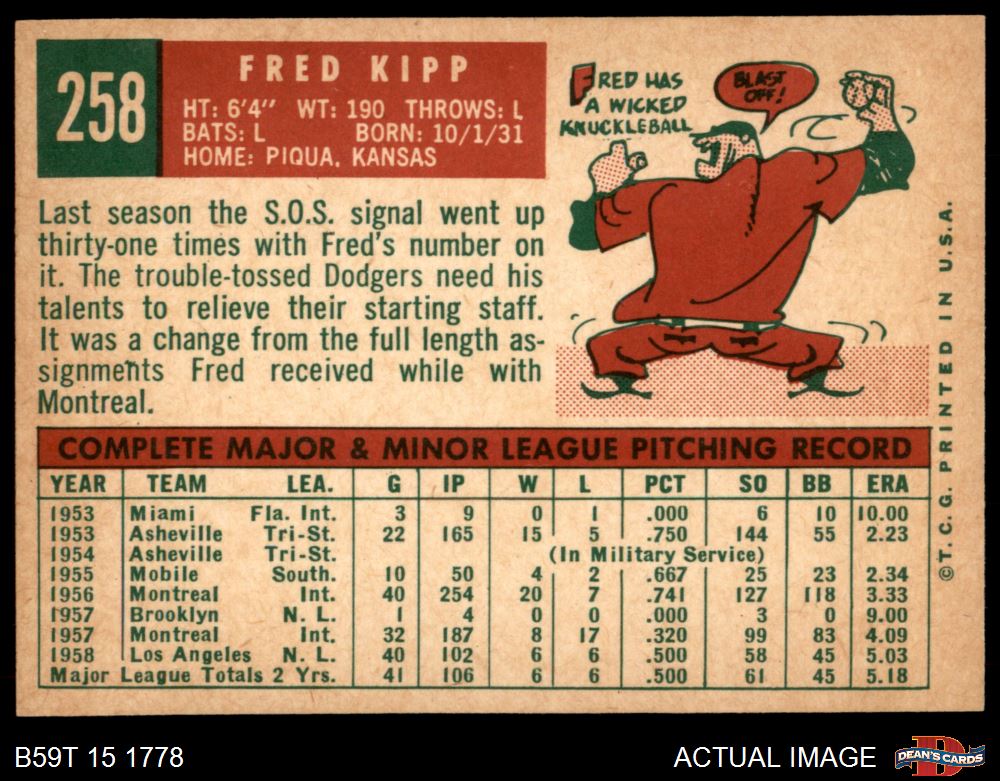 258
FRED KIPP
HT: 6'4" WT: 190 THROWS: L
BATS: L BORN: 10/1/31
HOME: PIQUA, KANSAS
FRED HAS
A WICKED
KNUCKLEBALL
BLAST
OFF!
Last season the S.O.S. signal went up
thirty-one times with Fred's number on
it. The trouble-tossed Dodgers need his
talents to relieve their starting staff.
It was a change from the full length as-
signments Fred received while with
Montreal.
COMPLETE MAJOR & MINOR LEAGUE PITCHING RECORD
YEAR TEAM LEA. G IP W L PCT SO BB ERA
1953 Miami Fla. Int. 3 9 0 1 .000 6 10 10.00
1953 Asheville Tri-St. 22 165 15 5 .750 144 55 2.23
1954 Asheville Tri-St. (In Military Service)
1955 Mobile South. 10 50 4 2 .667 25 23 2.34
1956 Montreal Int. 40 254 20 7 .741 127 118 3.33
1957 Brooklyn N. L. 1 4 0 0 .000 3 0 9.00
1957 Montreal Int. 32 187 8 17 .320 99 83 4.09
1958 Los Angeles N. L. 40 102 6 6 .500 58 45 5.03
Major League Totals 2 Yrs. 41 106 6 6 .500 61 45 5.18
©T. C. G. PRINTED IN U.S.A.
B59T 15 1778
ACTUAL IMAGE
D
DEAN'S CARDS